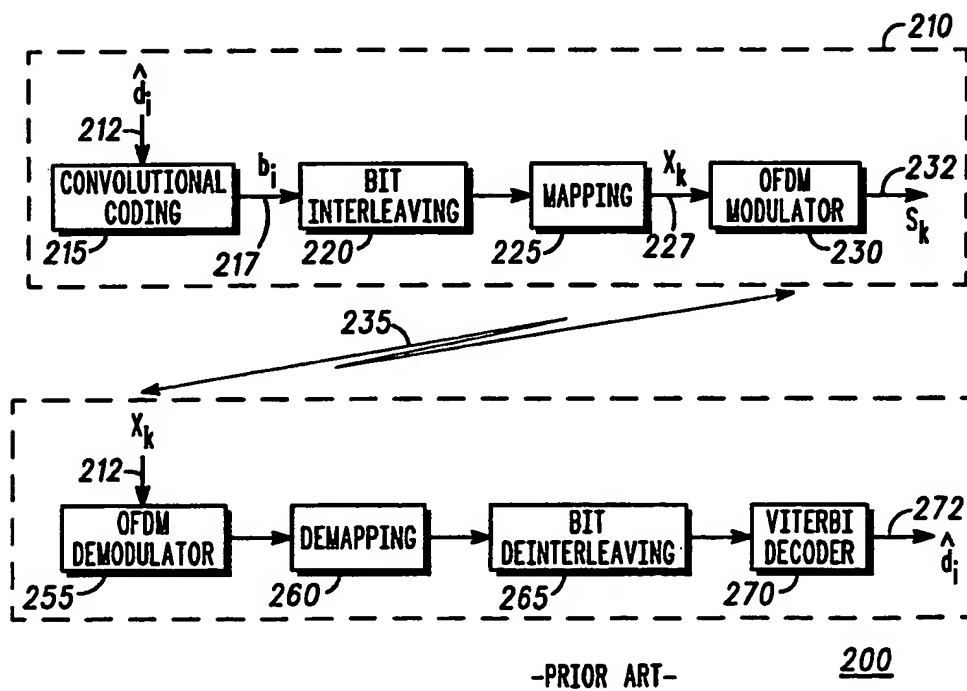 210
d̂i
212
CONVOLUTIONAL
CODING
215
bi
217
BIT
INTERLEAVING
220
MAPPING
225
Xk
227
OFDM
MODULATOR
230
232
Sk
235
Xk
212
OFDM
DEMODULATOR
255
DEMAPPING
260
BIT
DEINTERLEAVING
265
VITERBI
DECODER
270
272
d̂i
-PRIOR ART-
200